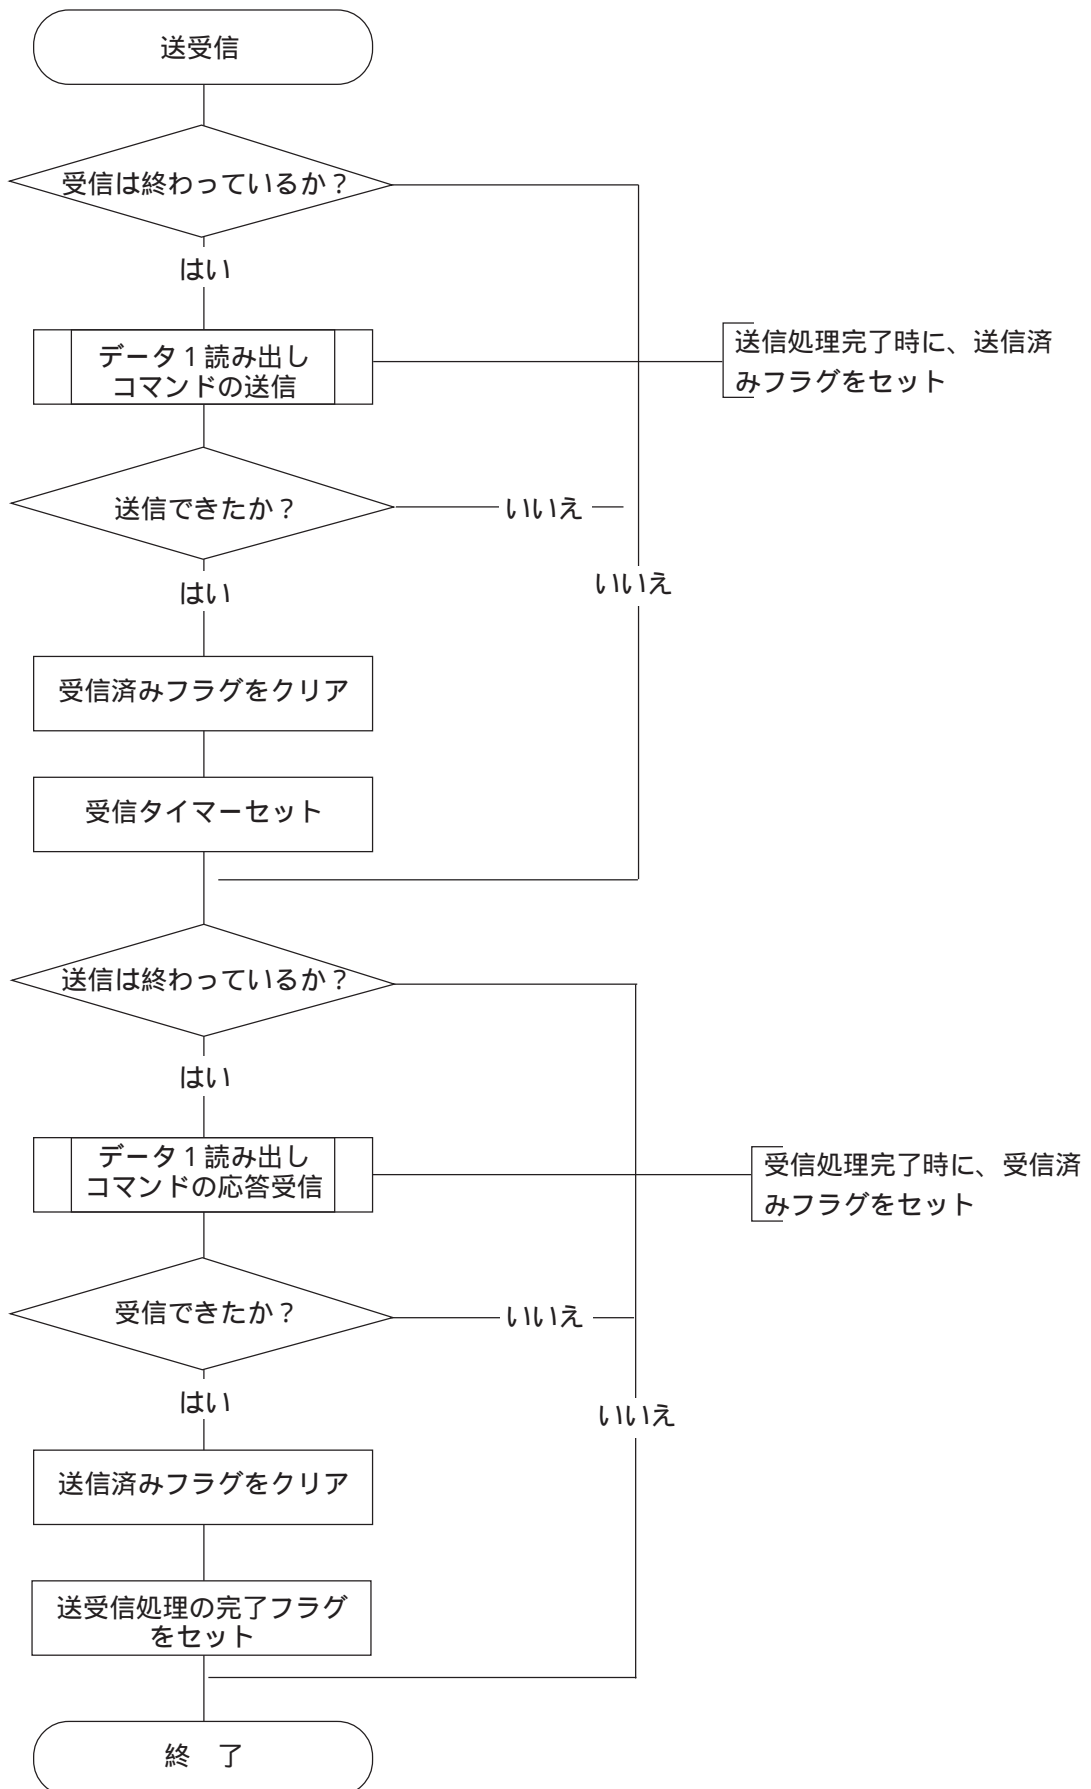 送受信
受信は終わっているか？
はい
データ１読み出し
コマンドの送信
送信処理完了時に、送信済
みフラグをセット
送信できたか？
いいえ
はい
いいえ
受信済みフラグをクリア
受信タイマーセット
送信は終わっているか？
はい
データ１読み出し
コマンドの応答受信
受信処理完了時に、受信済
みフラグをセット
受信できたか？
いいえ
はい
いいえ
送信済みフラグをクリア
送受信処理の完了フラグ
をセット
終　了